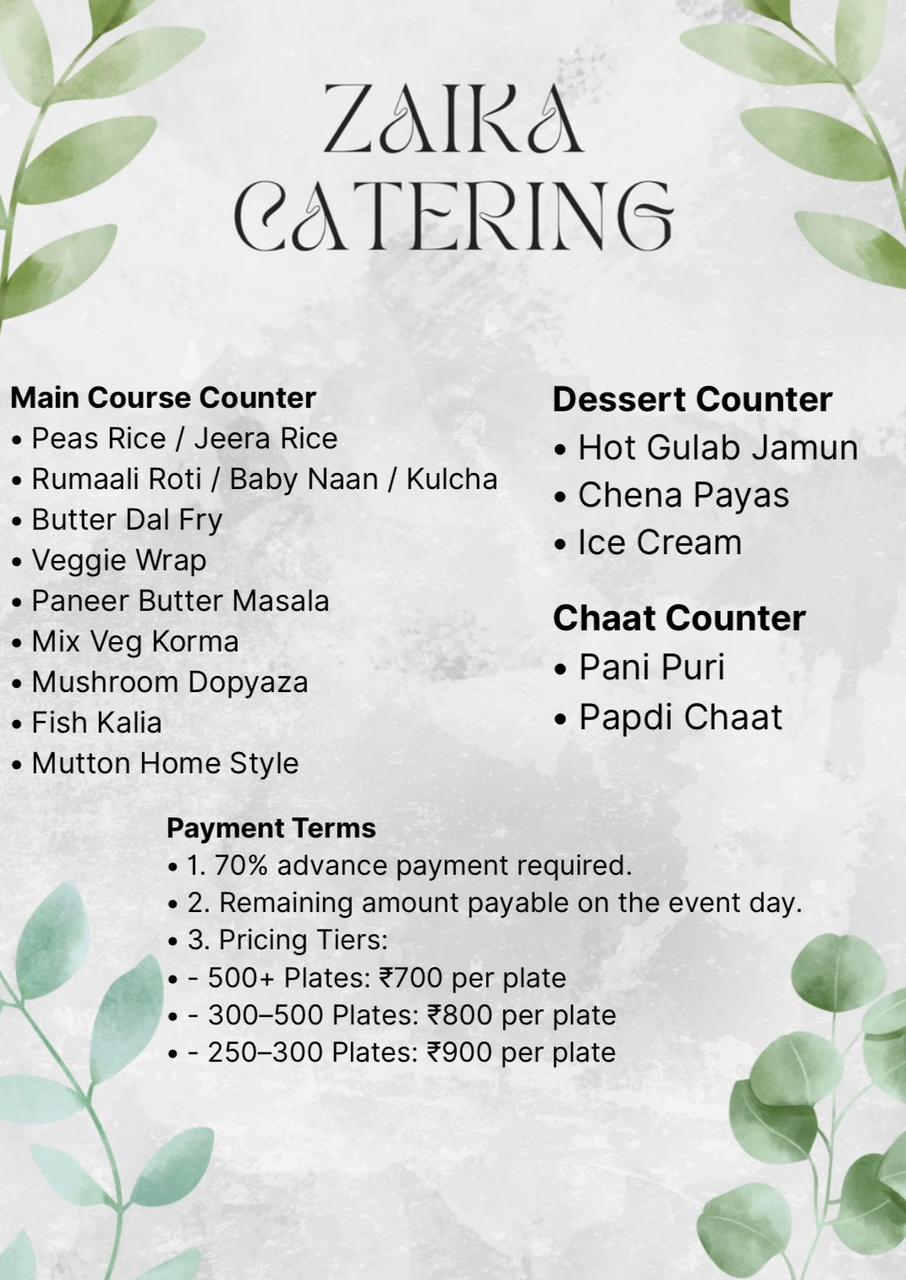 ZAIKA
CATERING
Main Course Counter
• Peas Rice / Jeera Rice
• Rumaali Roti / Baby Naan / Kulcha
• Butter Dal Fry
• Veggie Wrap
• Paneer Butter Masala
• Mix Veg Korma
• Mushroom Dopyaza
• Fish Kalia
• Mutton Home Style
Dessert Counter
• Hot Gulab Jamun
• Chena Payas
• Ice Cream
Chaat Counter
• Pani Puri
• Papdi Chaat
Payment Terms
• 1. 70% advance payment required.
• 2. Remaining amount payable on the event day.
• 3. Pricing Tiers:
• - 500+ Plates: ₹700 per plate
• - 300–500 Plates: ₹800 per plate
• - 250–300 Plates: ₹900 per plate